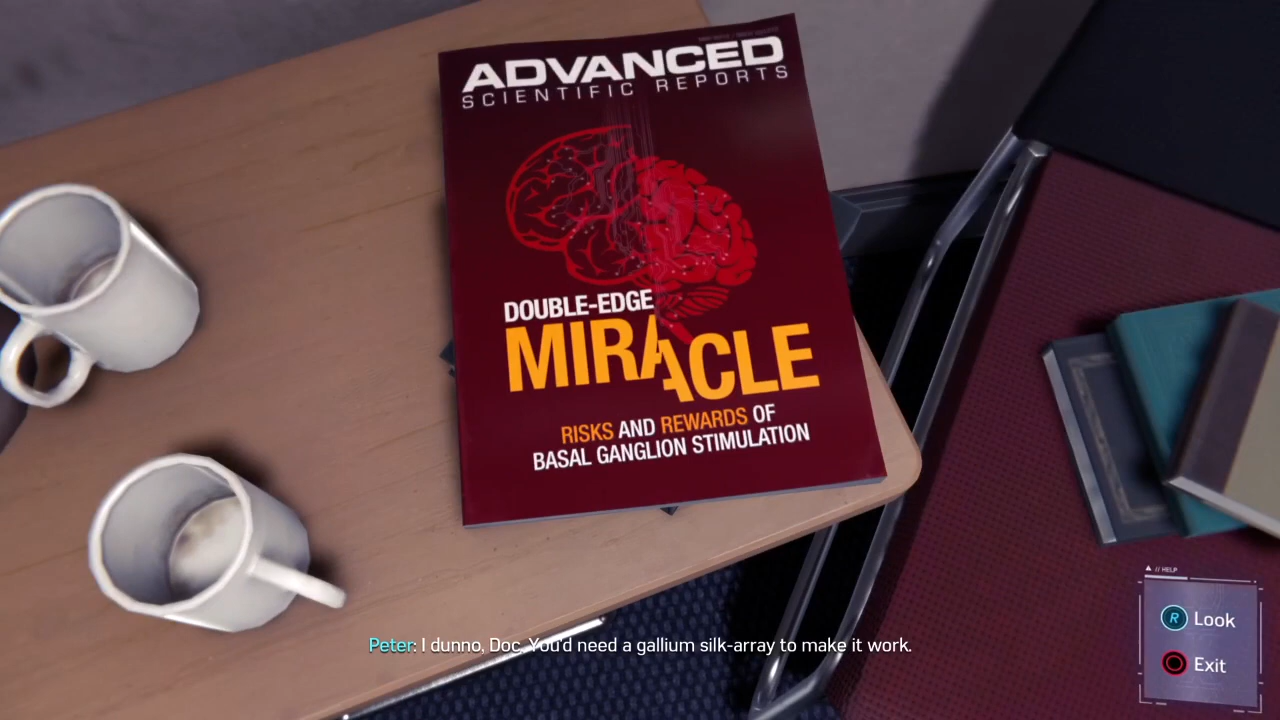 ADVANCED
SCIENTIFIC REPORTS
DOUBLE-EDGE
MIRACLE
RISKS AND REWARDS OF
BASAL GANGLION STIMULATION
// HELP
R Look
Exit
Peter: I dunno, Doc. You'd need a gallium silk-array to make it work.